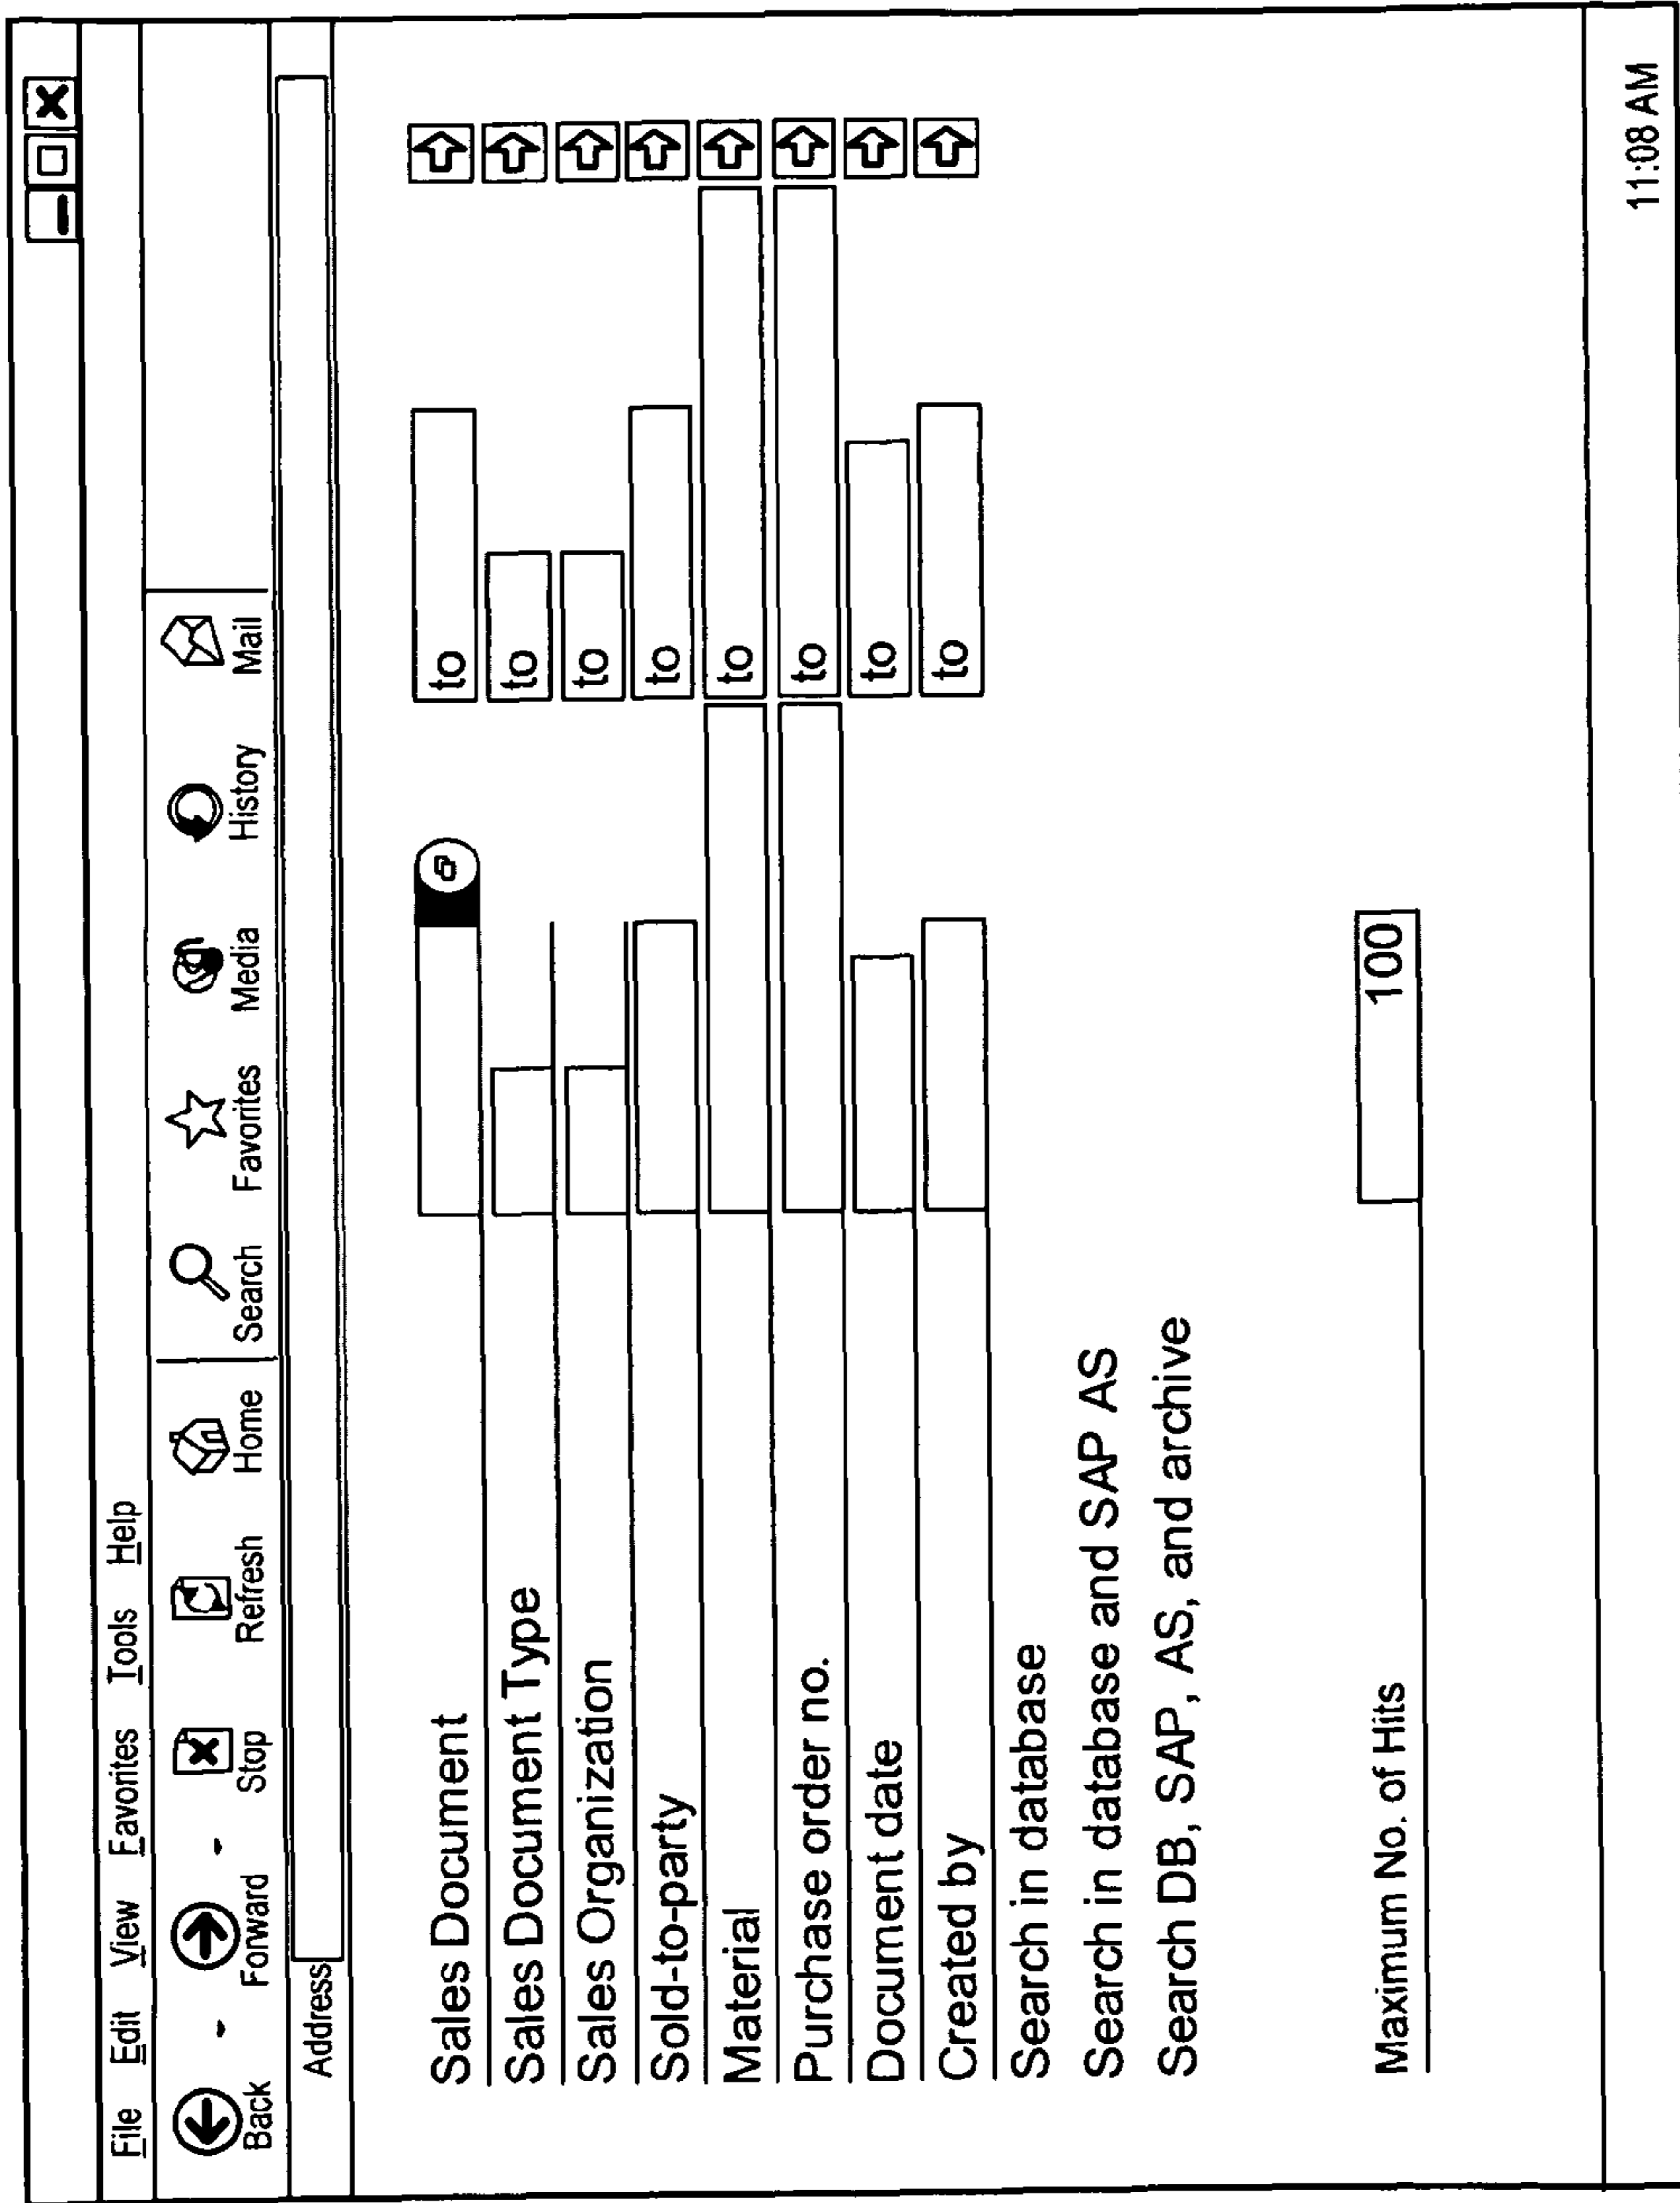 File Edit View Favorites Tools Help
Back Forward Stop Refresh Home Search Favorites Media History Mail
Address
Sales Document to
Sales Document Type to
Sales Organization to
Sold-to-party to
Material to
Purchase order no. to
Document date to
Created by to
Search in database
Search in database and SAP AS
Search DB, SAP, AS, and archive
Maximum No. of Hits 100
11:08 AM